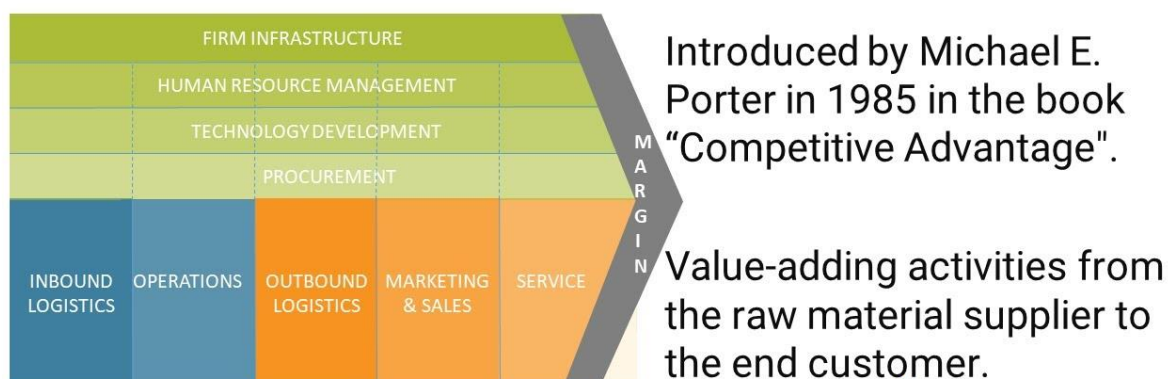 FIRM INFRASTRUCTURE
HUMAN RESOURCE MANAGEMENT
TECHNOLOGY DEVELOPMENT
PROCUREMENT
INBOUND
LOGISTICS
OPERATIONS
OUTBOUND
LOGISTICS
MARKETING
& SALES
SERVICE
MARGIN
Introduced by Michael E.
Porter in 1985 in the book
“Competitive Advantage".
Value-adding activities from
the raw material supplier to
the end customer.